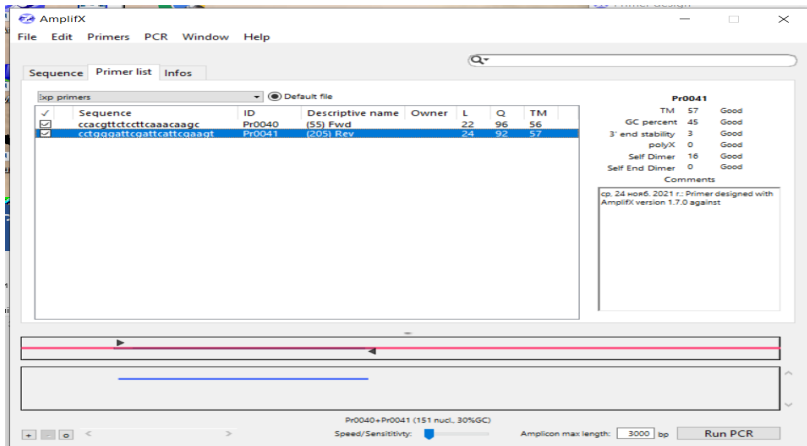 AmplifX
File Edit Primers PCR Window Help
Sequence Primer list Infos
lxp primers Default file
Sequence ID Descriptive name Owner L Q TM
ccacgttctccttcaaacaagc Pr0040 (55) Fwd 22 96 56
cctgggattcgattcattcgaagt Pr0041 (205) Rev 24 92 57
Pr0041
TM 57 Good
GC percent 45 Good
3' end stability 3 Good
polyX 0 Good
Self Dimer 16 Good
Self End Dimer 0 Good
Comments
ср, 24 нояб. 2021 г.: Primer designed with
AmplifX version 1.7.0 against
Pr0040+Pr0041 (151 nucl., 30%GC)
+ - o < > Speed/Sensititivty: Amplicon max length: 3000 bp Run PCR